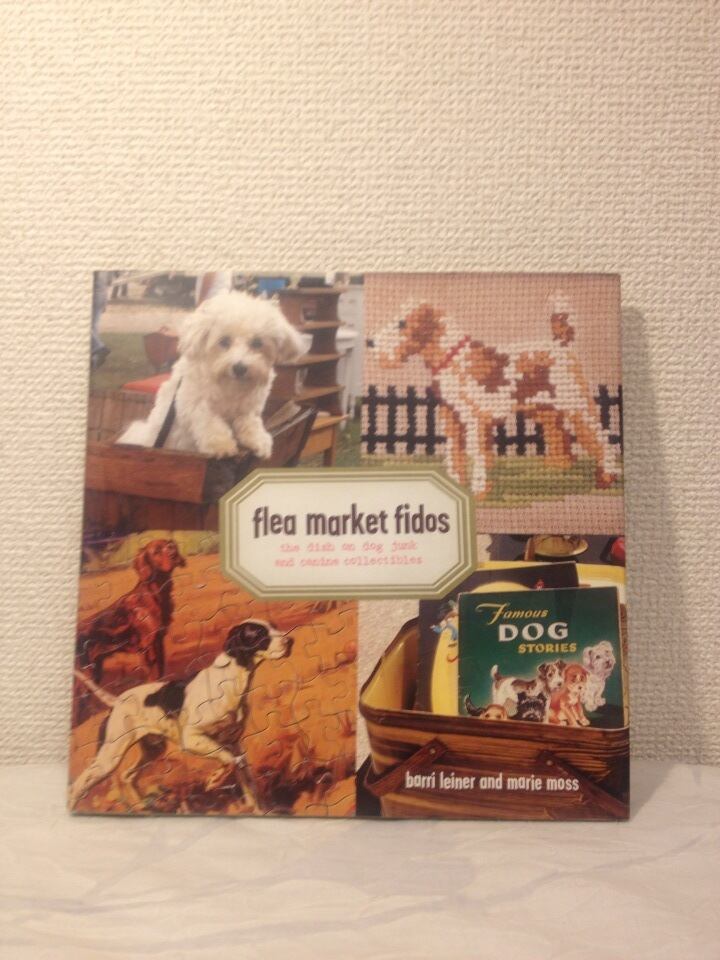 flea market fidos
the dish on dog junk
and canine collectibles
Famous
DOG
STORIES
barri leiner and marie moss